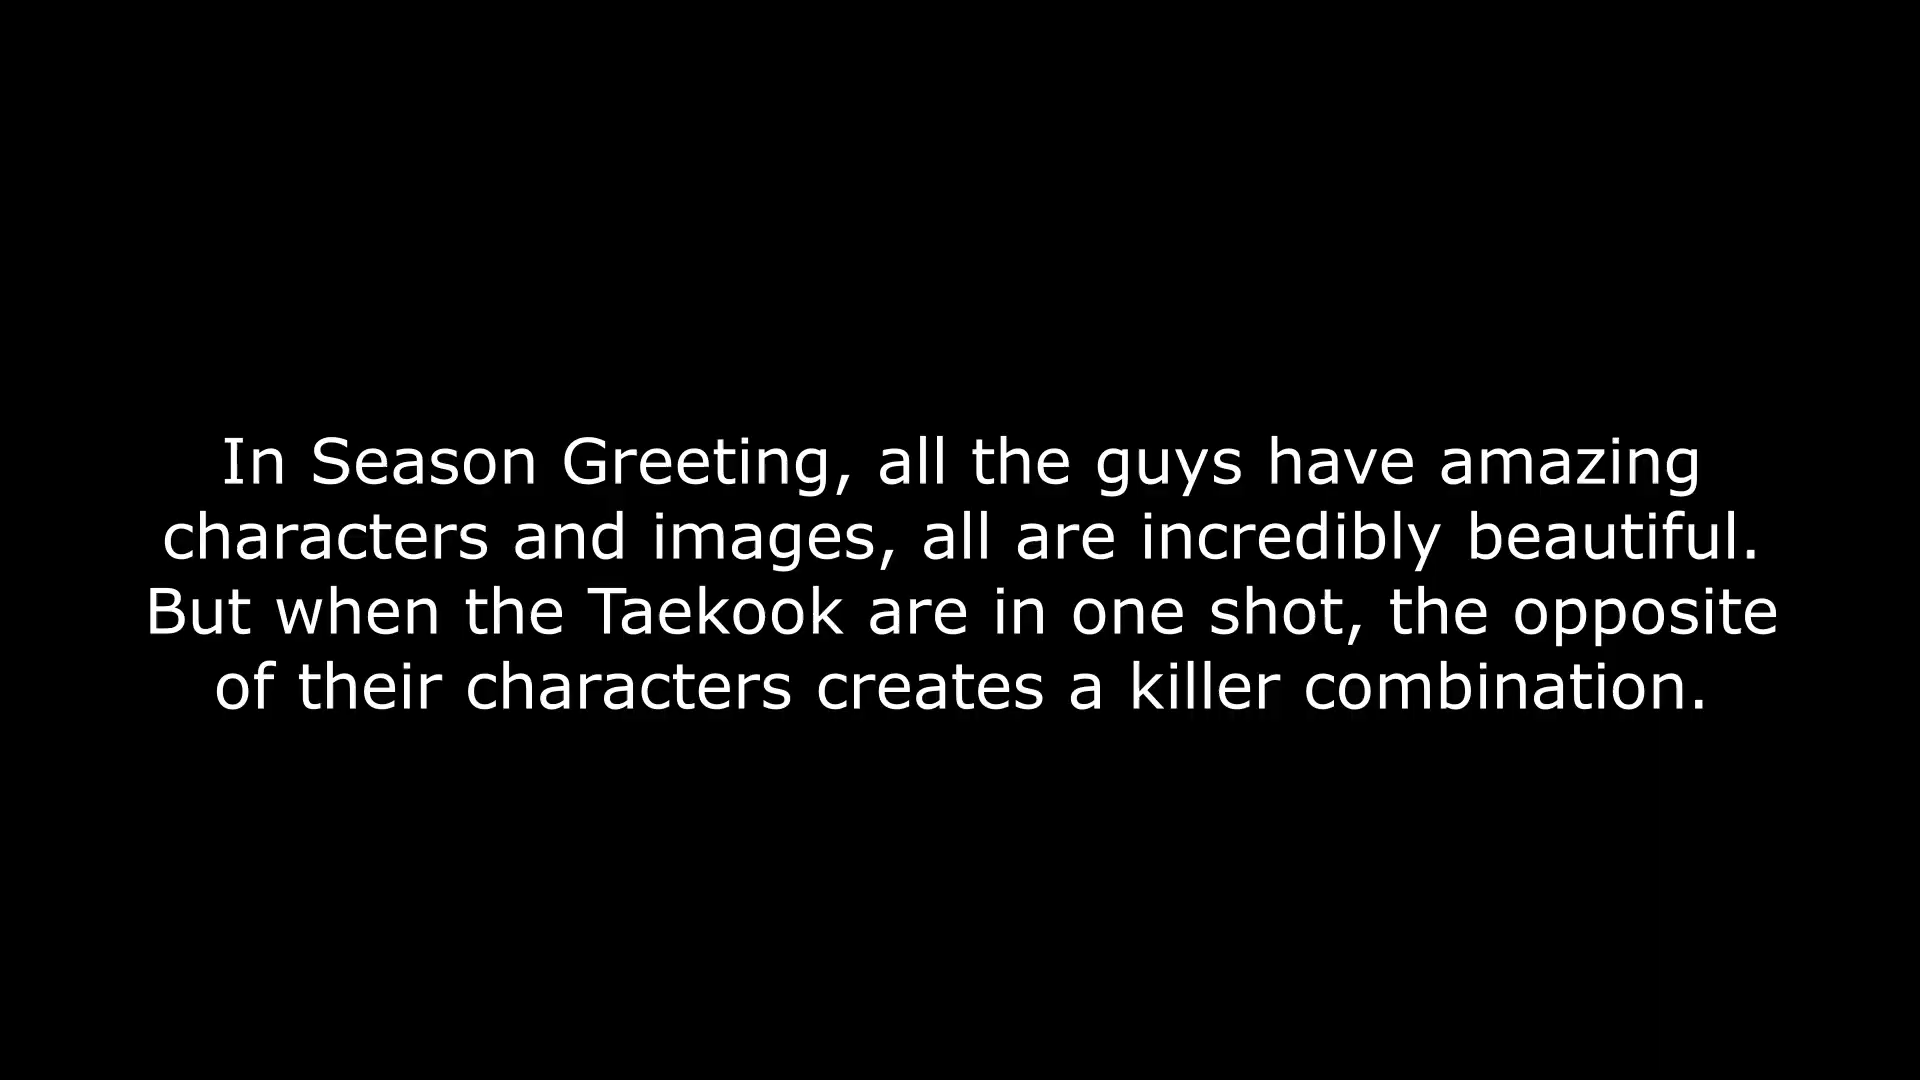 In Season Greeting, all the guys have amazing
characters and images, all are incredibly beautiful.
But when the Taekook are in one shot, the opposite
of their characters creates a killer combination.